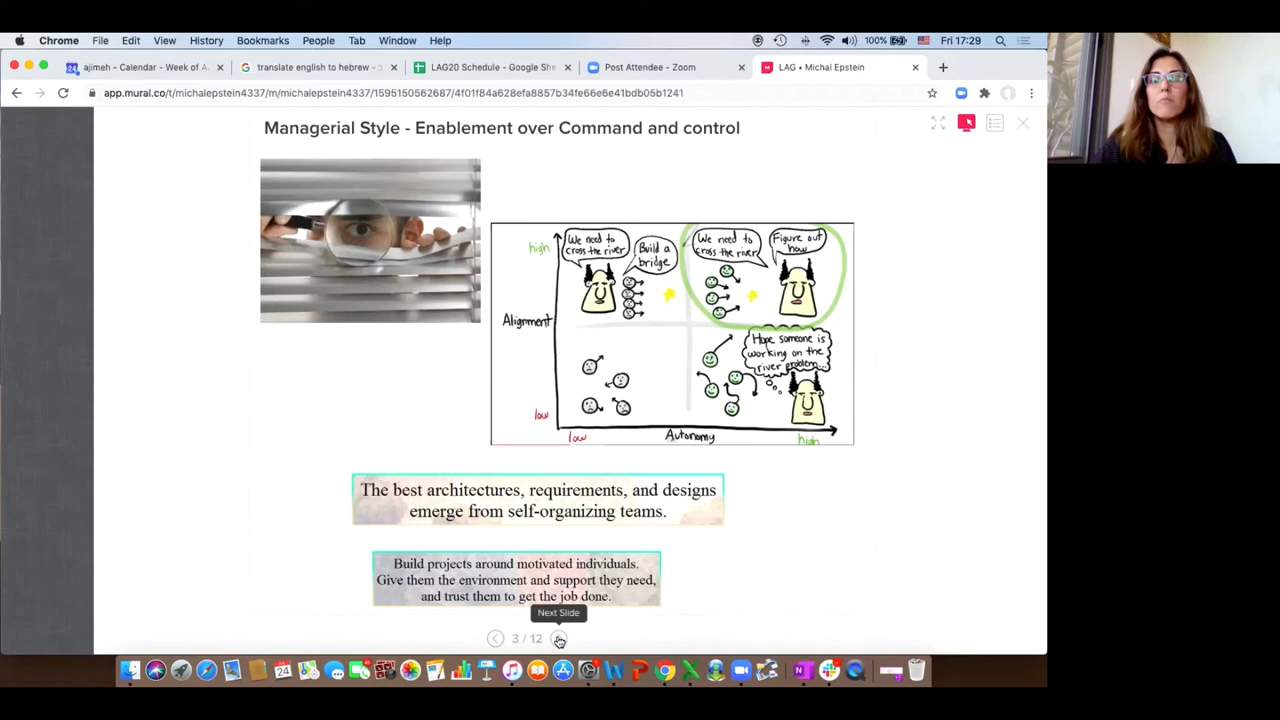 Chrome File Edit View History Bookmarks People Tab Window Help 100% Fri 17:29
ajimeh - Calendar - Week of A
translate english to hebrew -
LAG20 Schedule - Google She
Post Attendee - Zoom
LAG • Michal Epstein
app.mural.co/t/michalepstein4337/m/michalepstein4337/1595150562687/4f01f84a628efa8857b34fe66e6e41bdb05b1241
Managerial Style - Enablement over Command and control
high
We need to
cross the river
Build a
bridge
We need to
cross the river
Figure out
how
Alignment
Hope someone is
working on the
river problem...
low
low
Autonomy
high
The best architectures, requirements, and designs
emerge from self-organizing teams.
Build projects around motivated individuals.
Give them the environment and support they need,
and trust them to get the job done.
Next Slide
3 / 12